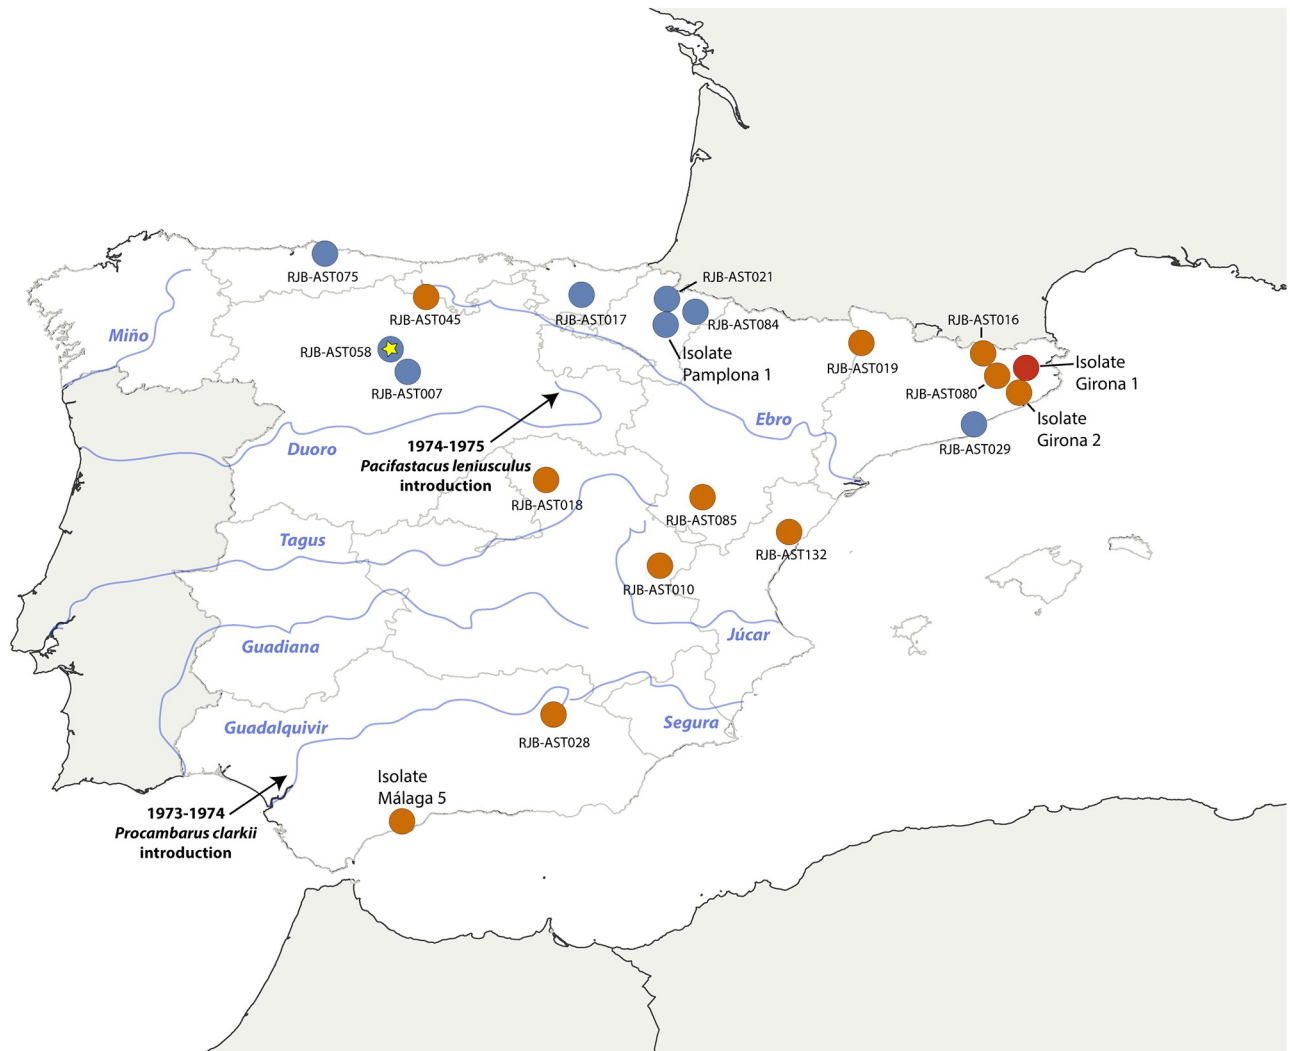 RJB-AST075
RJB-AST021
RJB-AST045
RJB-AST017
RJB-AST084
RJB-AST016
Miño
RJB-AST058
Isolate
Pamplona 1
RJB-AST019
Isolate
Girona 1
RJB-AST007
RJB-AST080
Ebro
Isolate
Girona 2
Duoro
1974-1975
Pacifastacus leniusculus
introduction
RJB-AST029
RJB-AST018
RJB-AST085
Tagus
RJB-AST132
RJB-AST010
Guadiana
Júcar
Guadalquivir
Segura
RJB-AST028
Isolate
Málaga 5
1973-1974
Procambarus clarkii
introduction